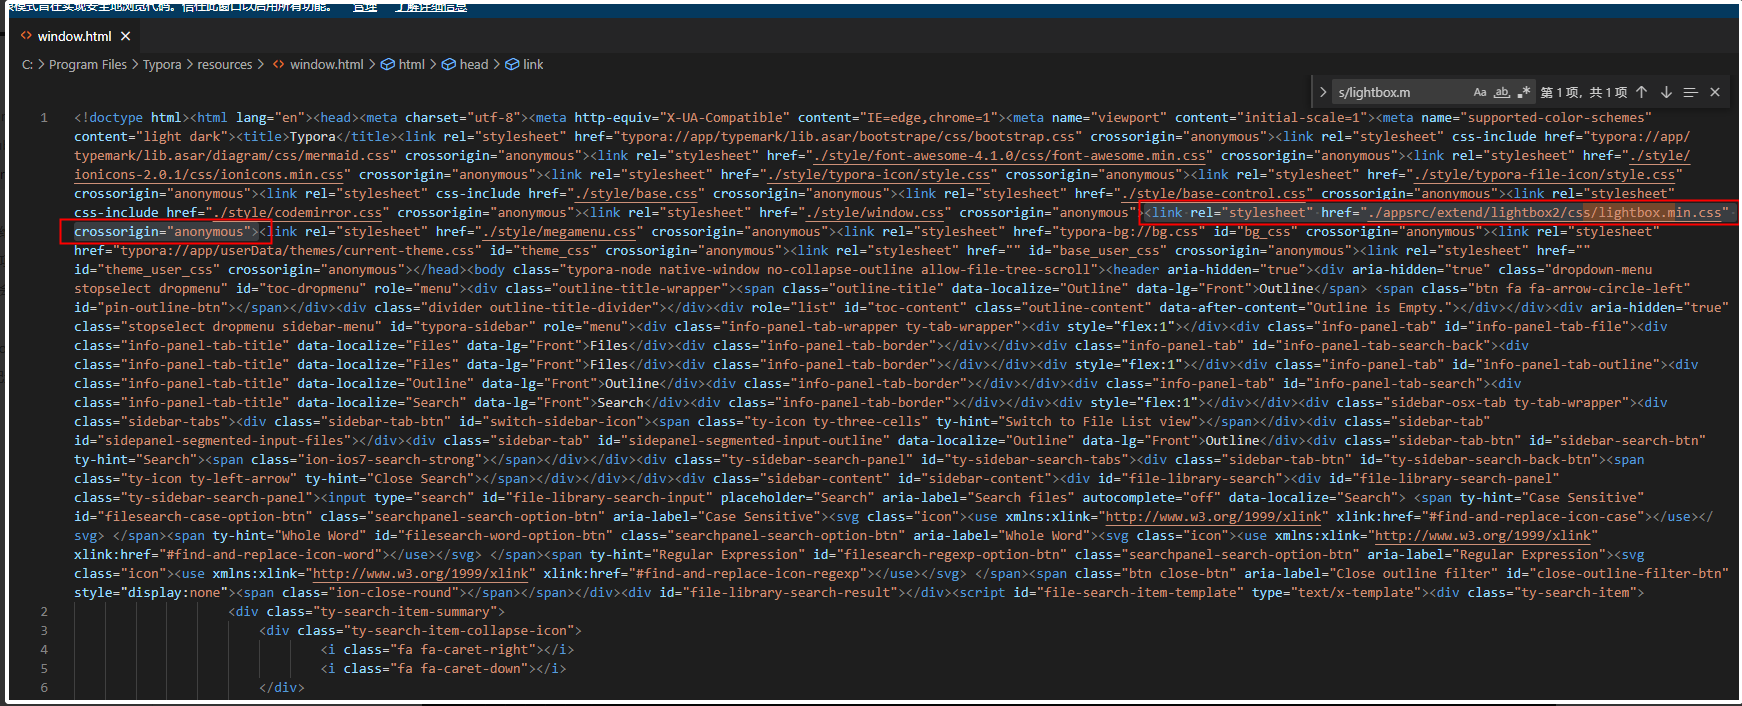 模式旨在实现安全地浏览代码。信任此窗口以启用所有功能。 管理 了解详细信息
window.html
C: > Program Files > Typora > resources > window.html > html > head > link
s/lightbox.m Aa ab 第 1 项, 共 1 项
1 <!doctype html><html lang="en"><head><meta charset="utf-8"><meta http-equiv="X-UA-Compatible" content="IE=edge,chrome=1"><meta name="viewport" content="initial-scale=1"><meta name="supported-color-schemes"
content="light dark"><title>Typora</title><link rel="stylesheet" href="typora://app/typemark/lib.asar/bootstrap/css/bootstrap.css" crossorigin="anonymous"><link rel="stylesheet" css-include href="typora://app/
typemark/lib.asar/diagram/css/mermaid.css" crossorigin="anonymous"><link rel="stylesheet" href="./style/font-awesome-4.1.0/css/font-awesome.min.css" crossorigin="anonymous"><link rel="stylesheet" href="./style/
ionicons-2.0.1/css/ionicons.min.css" crossorigin="anonymous"><link rel="stylesheet" href="./style/typora-icon/style.css" crossorigin="anonymous"><link rel="stylesheet" href="./style/typora-file-icon/style.css"
crossorigin="anonymous"><link rel="stylesheet" css-include href="./style/base.css" crossorigin="anonymous"><link rel="stylesheet" href="./style/base-control.css" crossorigin="anonymous"><link rel="stylesheet"
css-include href="./style/codemirror.css" crossorigin="anonymous"><link rel="stylesheet" href="./style/window.css" crossorigin="anonymous"><link rel="stylesheet" href="./appsrc/extend/lightbox2/css/lightbox.min.css"
crossorigin="anonymous"><link rel="stylesheet" href="./style/megamenu.css" crossorigin="anonymous"><link rel="stylesheet" href="typora-bg://bg.css" id="bg_css" crossorigin="anonymous"><link rel="stylesheet"
href="typora://app/userData/themes/current-theme.css" id="theme_css" crossorigin="anonymous"><link rel="stylesheet" href="" id="base_user_css" crossorigin="anonymous"><link rel="stylesheet" href=""
id="theme_user_css" crossorigin="anonymous"></head><body class="typora-node native-window no-collapse-outline allow-file-tree-scroll"><header aria-hidden="true"><div aria-hidden="true" class="dropdown-menu
stopselect dropmenu" id="toc-dropmenu" role="menu"><div class="outline-title-wrapper"><span class="outline-title" data-localize="Outline" data-lg="Front">Outline</span> <span class="btn fa fa-arrow-circle-left"
id="pin-outline-btn"></span></div><div class="divider outline-title-divider"></div><div role="list" id="toc-content" class="outline-content" data-after-content="Outline is Empty."></div></div><div aria-hidden="true"
class="stopselect dropmenu sidebar-menu" id="typora-sidebar" role="menu"><div class="info-panel-tab-wrapper ty-tab-wrapper"><div style="flex:1"></div><div class="info-panel-tab" id="info-panel-tab-file"><div
class="info-panel-tab-title" data-localize="Files" data-lg="Front">Files</div><div class="info-panel-tab-border"></div></div><div class="info-panel-tab" id="info-panel-tab-search-back"><div
class="info-panel-tab-title" data-localize="Files" data-lg="Front">Files</div><div class="info-panel-tab-border"></div></div><div style="flex:1"></div><div class="info-panel-tab" id="info-panel-tab-outline"><div
class="info-panel-tab-title" data-localize="Outline" data-lg="Front">Outline</div><div class="info-panel-tab-border"></div></div><div class="info-panel-tab" id="info-panel-tab-search"><div
class="info-panel-tab-title" data-localize="Search" data-lg="Front">Search</div><div class="info-panel-tab-border"></div></div><div style="flex:1"></div></div><div class="sidebar-osx-tab ty-tab-wrapper"><div
class="sidebar-tabs"><div class="sidebar-tab-btn" id="switch-sidebar-icon"><span class="ty-icon ty-three-cells" ty-hint="Switch to File List view"></span></div><div class="sidebar-tab"
id="sidepanel-segmented-input-files"></div><div class="sidebar-tab" id="sidepanel-segmented-input-outline" data-localize="Outline" data-lg="Front">Outline</div><div class="sidebar-tab-btn" id="sidebar-search-btn"
ty-hint="Search"><span class="ion-ios7-search-strong"></span></div></div><div class="ty-sidebar-search-panel" id="ty-sidebar-search-tabs"><div class="sidebar-tab-btn" id="ty-sidebar-search-back-btn"><span
class="ty-icon ty-left-arrow" ty-hint="Close Search"></span></div></div></div><div class="sidebar-content" id="sidebar-content"><div id="file-library-search"><div id="file-library-search-panel"
class="ty-sidebar-search-panel"><input type="search" id="file-library-search-input" placeholder="Search" aria-label="Search files" autocomplete="off" data-localize="Search"> <span ty-hint="Case Sensitive"
id="filesearch-case-option-btn" class="searchpanel-search-option-btn" aria-label="Case Sensitive"><svg class="icon"><use xmlns:xlink="http://www.w3.org/1999/xlink" xlink:href="#find-and-replace-icon-case"></use></
svg> </span><span ty-hint="Whole Word" id="filesearch-word-option-btn" class="searchpanel-search-option-btn" aria-label="Whole Word"><svg class="icon"><use xmlns:xlink="http://www.w3.org/1999/xlink"
xlink:href="#find-and-replace-icon-word"></use></svg> </span><span ty-hint="Regular Expression" id="filesearch-regexp-option-btn" class="searchpanel-search-option-btn" aria-label="Regular Expression"><svg
class="icon"><use xmlns:xlink="http://www.w3.org/1999/xlink" xlink:href="#find-and-replace-icon-regexp"></use></svg> </span><span class="btn close-btn" aria-label="Close outline filter" id="close-outline-filter-btn"
style="display:none"><span class="ion-close-round"></span></span></div><div id="file-library-search-result"></div><script id="file-search-item-template" type="text/x-template"><div class="ty-search-item">
2 <div class="ty-search-item-summary">
3 <div class="ty-search-item-collapse-icon">
4 <i class="fa fa-caret-right"></i>
5 <i class="fa fa-caret-down"></i>
6 </div>